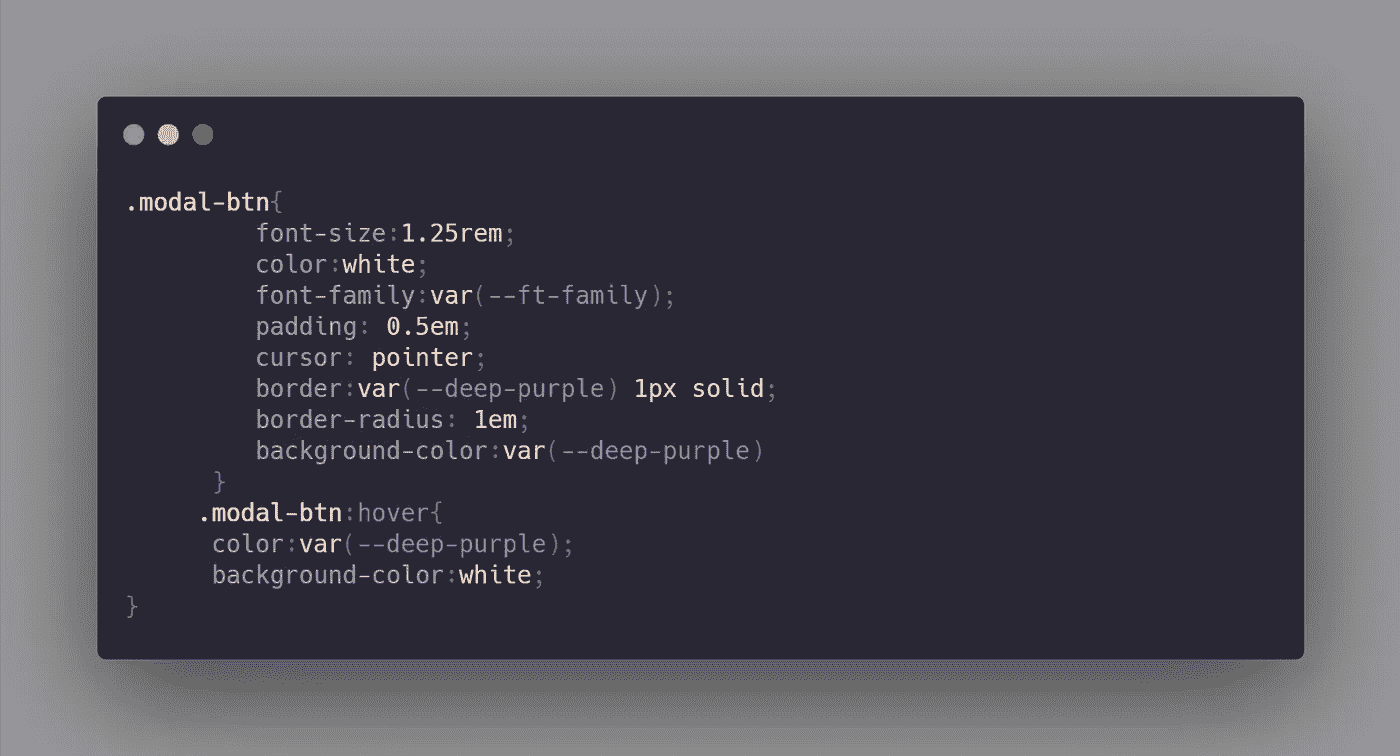 .modal-btn{
font-size:1.25rem;
color:white;
font-family:var(--ft-family);
padding: 0.5em;
cursor: pointer;
border:var(--deep-purple) 1px solid;
border-radius: 1em;
background-color:var(--deep-purple)
}
.modal-btn:hover{
color:var(--deep-purple);
background-color:white;
}